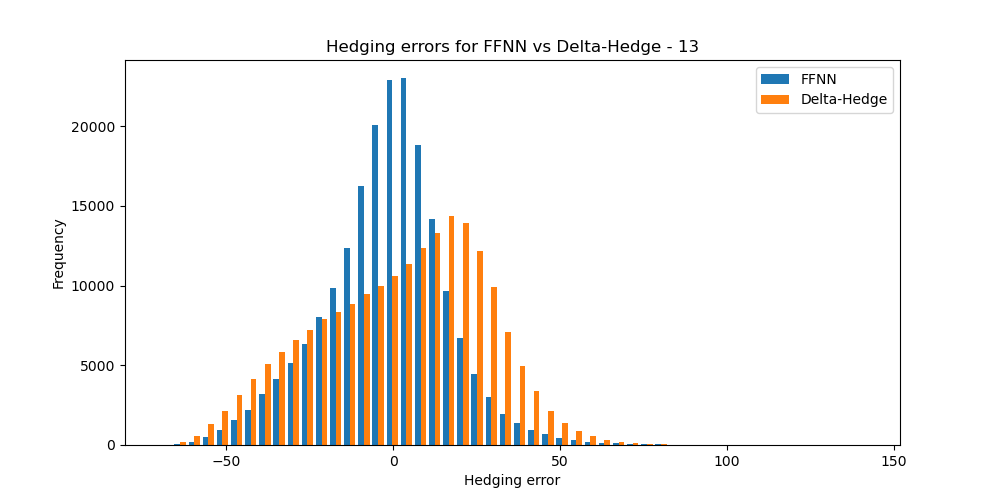 Hedging errors for FFNN vs Delta-Hedge - 13
FFNN
Delta-Hedge
Frequency
20000
15000
10000
5000
0
−50
0
50
100
150
Hedging error